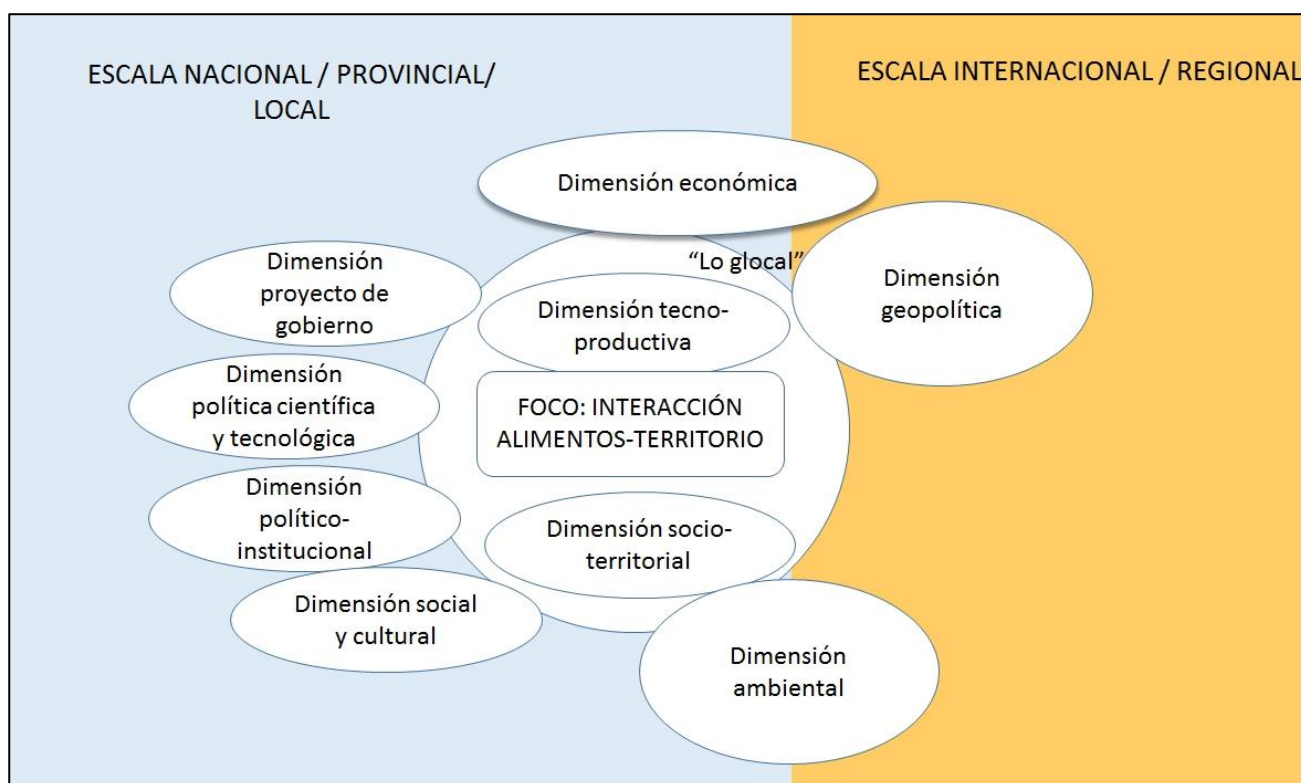 ESCALA NACIONAL / PROVINCIAL/
LOCAL
ESCALA INTERNACIONAL / REGIONAL
Dimensión económica
"Lo glocal"
Dimensión
proyecto de
gobierno
Dimensión tecno-
productiva
Dimensión
geopolítica
Dimensión
política científica
y tecnológica
FOCO: INTERACCIÓN
ALIMENTOS-TERRITORIO
Dimensión
político-
institucional
Dimensión socio-
territorial
Dimensión social
y cultural
Dimensión
ambiental